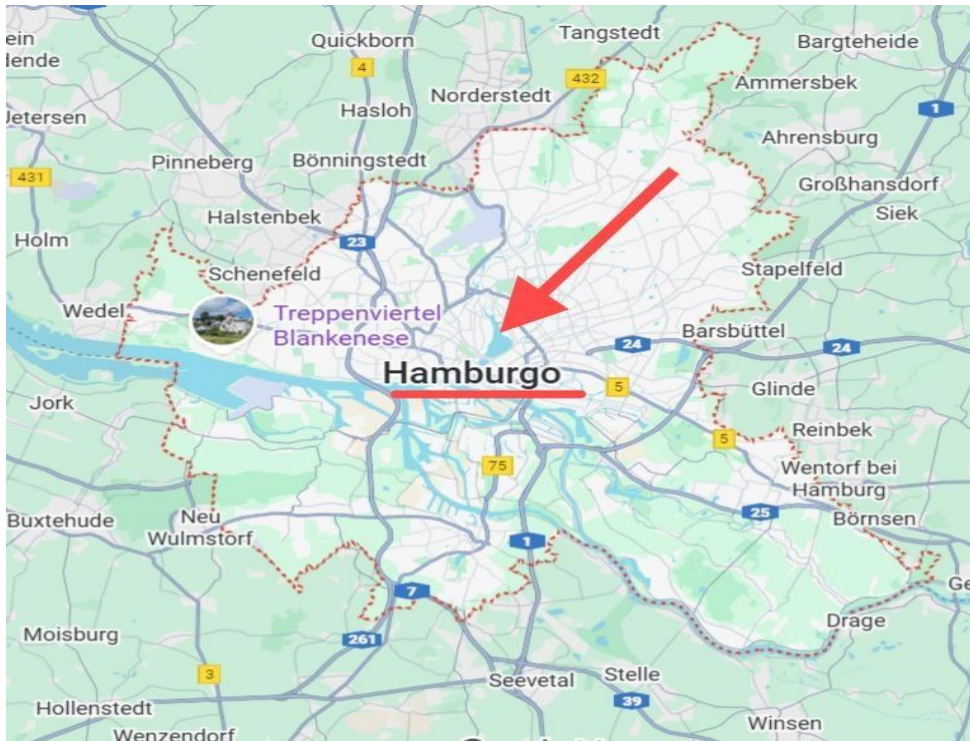 Tangstedt
ein
dende
Quickborn
Bargteheide
4
432
Ammersbek
Norderstedt
1
Hasloh
Jetersen
Ahrensburg
Pinneberg
Bönningstedt
431
Großhansdorf
Halstenbek
Siek
Holm
23
Schenefeld
Stapelfeld
Wedel
Treppenviertel
Blankenese
Barsbüttel
24
24
Hamburgo
5
Glinde
Jork
Reinbek
5
75
Wentorf bei
Hamburg
25
Buxtehude
Neu
Wulmstorf
Börnsen
1
7
Ge
Drage
Moisburg
261
3
Seevetal
Stelle
39
Hollenstedt
Winsen
Wenzendorf